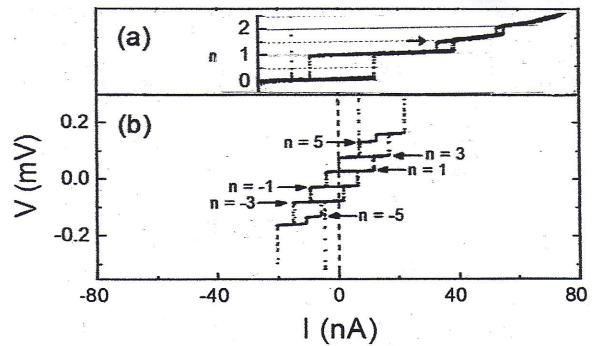 (a)
n
2
1
0
(b)
V (mV)
0.2
0.0
-0.2
n = 5
n = 3
n = 1
n = -1
n = -3
n = -5
-80
-40
0
40
80
I (nA)